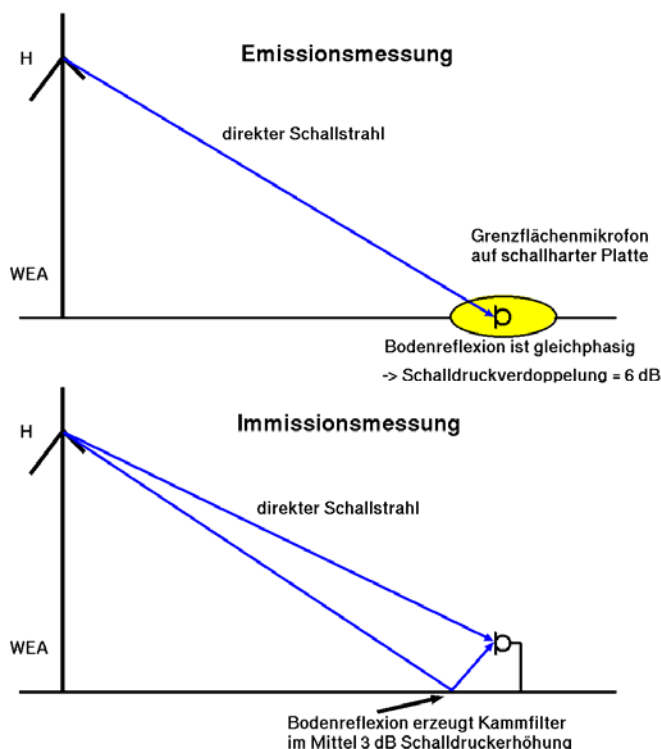 Emissionsmessung
H
direkter Schallstrahl
Grenzflächenmikrofon
auf schallharter Platte
WEA
Bodenreflexion ist gleichphasig
-> Schalldruckverdoppelung = 6 dB
Immissionsmessung
H
direkter Schallstrahl
WEA
Bodenreflexion erzeugt Kammfilter
im Mittel 3 dB Schalldruckerhöhung